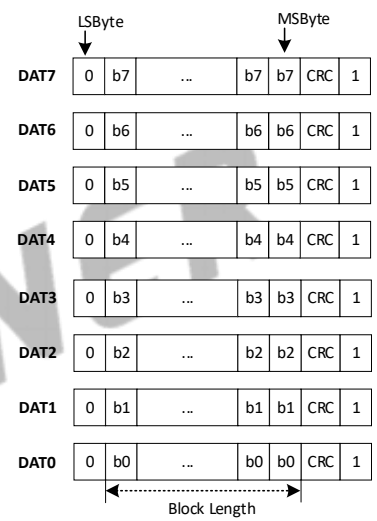 LSByte MSByte
DAT7 0 b7 ... b7 b7 CRC 1
DAT6 0 b6 ... b6 b6 CRC 1
DAT5 0 b5 ... b5 b5 CRC 1
DAT4 0 b4 ... b4 b4 CRC 1
DAT3 0 b3 ... b3 b3 CRC 1
DAT2 0 b2 ... b2 b2 CRC 1
DAT1 0 b1 ... b1 b1 CRC 1
DAT0 0 b0 ... b0 b0 CRC 1
Block Length